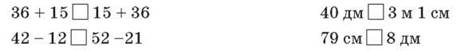 36 + 15 □ 15 + 36 40 дм □ 3 м 1 см
42 – 12 □ 52 –21 79 см □ 8 дм